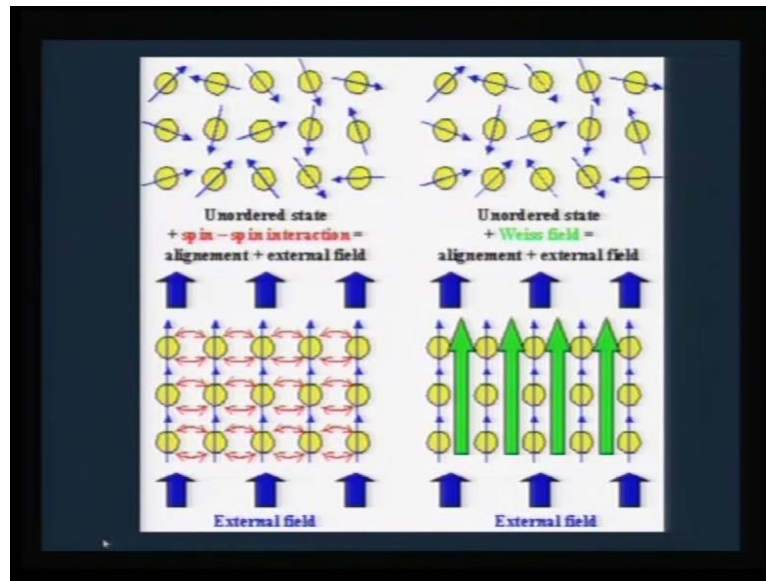 Unordered state
+ spin – spin interaction =
alignement + external field
Unordered state
+ Weiss field =
alignement + external field
External field
External field